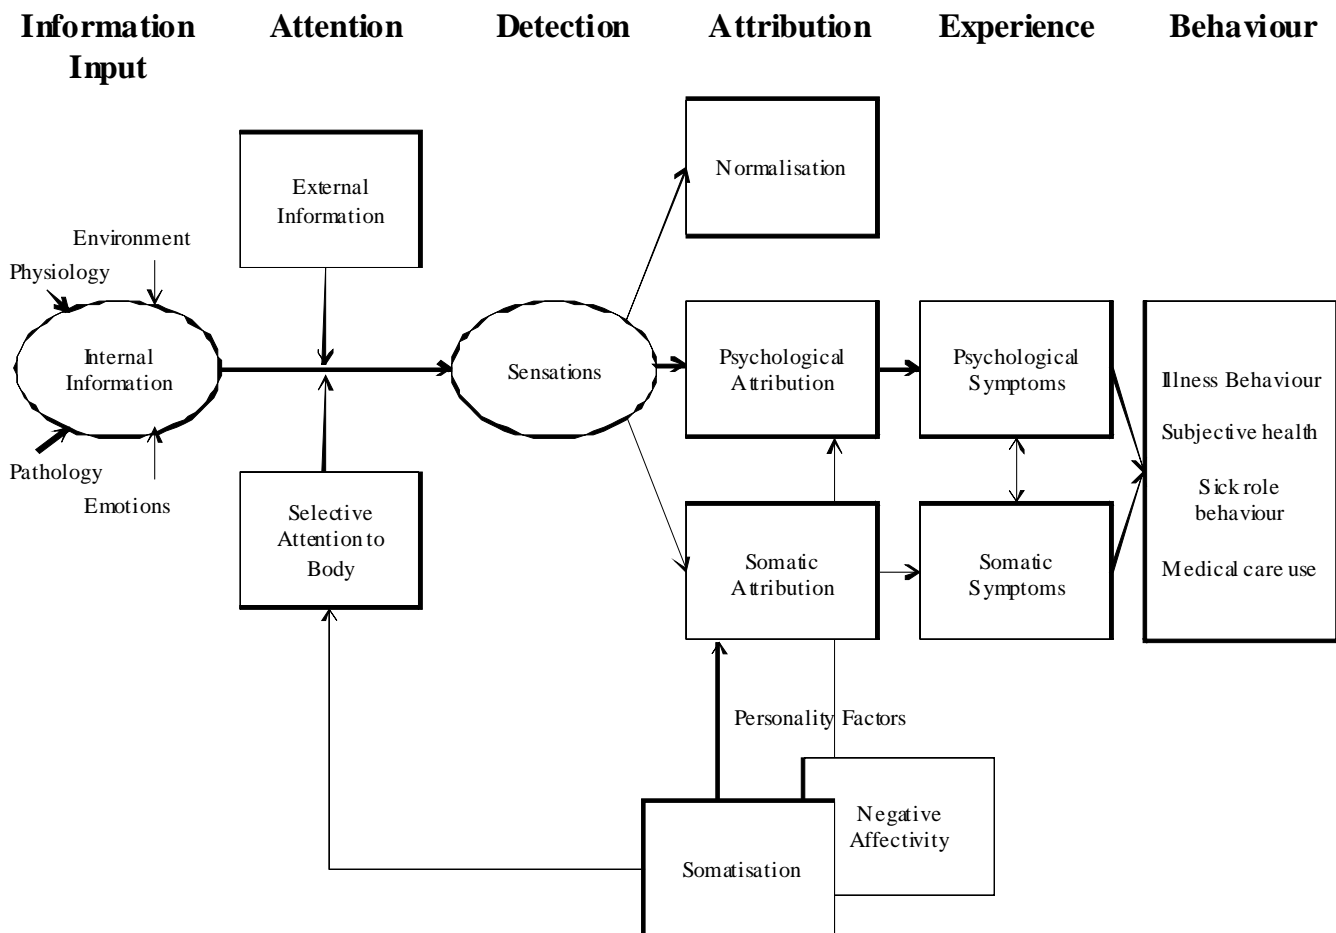 Information
Input
Attention
Detection
Attribution
Experience
Behaviour
Normalisation
External
Information
Environment
Physiology
Internal
Information
Sensations
Psychological
Attribution
Psychological
Symptoms
Illness Behaviour
Subjective health
Sick role
behaviour
Medical care use
Pathology
Emotions
Selective
Attention to
Body
Somatic
Attribution
Somatic
Symptoms
Personality Factors
Negative
Affectivity
Somatisation